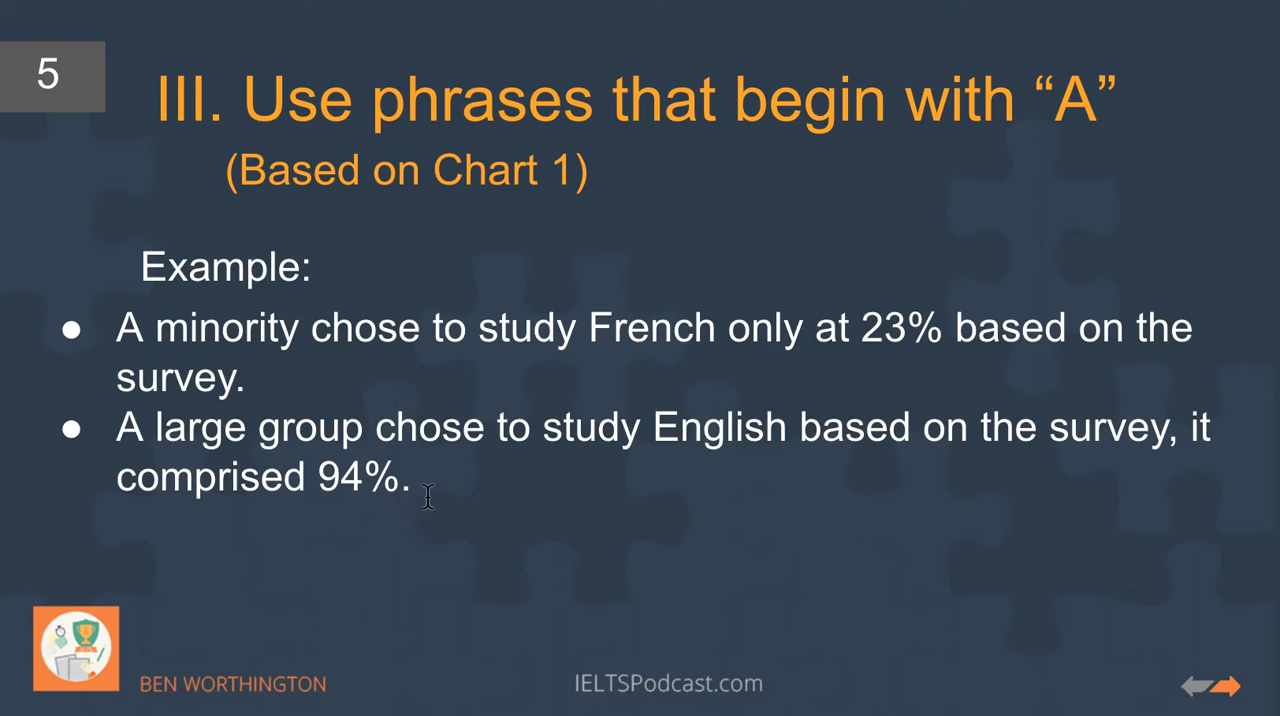 5
III. Use phrases that begin with “A”
(Based on Chart 1)
Example:
● A minority chose to study French only at 23% based on the
survey.
● A large group chose to study English based on the survey, it
comprised 94%.
BEN WORTHINGTON
IELTSPodcast.com